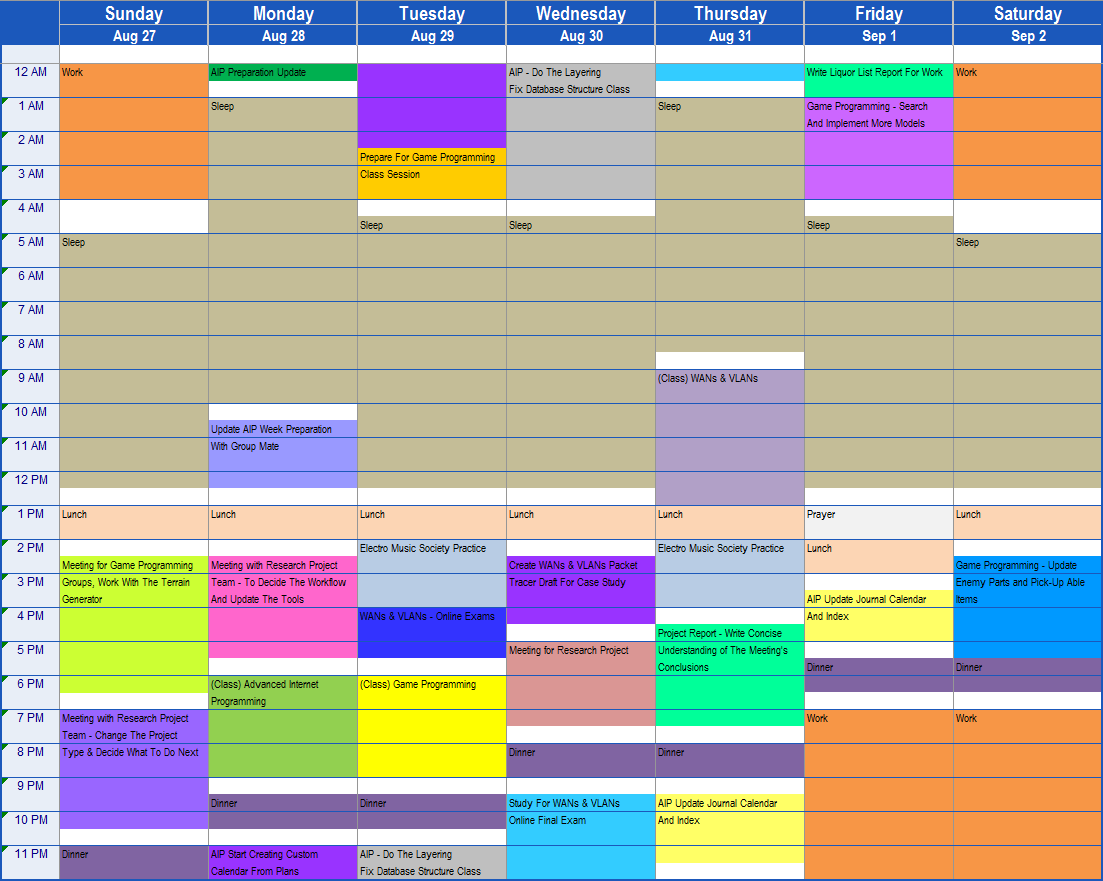 Sunday Monday Tuesday Wednesday Thursday Friday Saturday
Aug 27 Aug 28 Aug 29 Aug 30 Aug 31 Sep 1 Sep 2
12 AM Work AIP Preparation Update AIP - Do The Layering Write Liquor List Report For Work Work
Fix Database Structure Class
1 AM Sleep Sleep Game Programming - Search
And Implement More Models
2 AM
Prepare For Game Programming
3 AM Class Session
4 AM
Sleep Sleep Sleep
5 AM Sleep Sleep
6 AM
7 AM
8 AM
9 AM (Class) WANs & VLANs
10 AM
Update AIP Week Preparation
11 AM With Group Mate
12 PM
1 PM Lunch Lunch Lunch Lunch Lunch Prayer Lunch
2 PM Electro Music Society Practice Electro Music Society Practice Lunch
Meeting for Game Programming Meeting with Research Project Create WANs & VLANs Packet Game Programming - Update
3 PM Groups, Work With The Terrain Team - To Decide The Workflow Tracer Draft For Case Study Enemy Parts and Pick-Up Able
Generator And Update The Tools AIP Update Journal Calendar Items
4 PM WANs & VLANs - Online Exams And Index
Project Report - Write Concise
5 PM Meeting for Research Project Understanding of The Meeting's
Conclusions Dinner Dinner
6 PM (Class) Advanced Internet (Class) Game Programming
Programming
7 PM Meeting with Research Project Work Work
Team - Change The Project
8 PM Type & Decide What To Do Next Dinner Dinner
9 PM
Dinner Dinner Study For WANs & VLANs AIP Update Journal Calendar
10 PM Online Final Exam And Index
11 PM Dinner AIP Start Creating Custom AIP - Do The Layering
Calendar From Plans Fix Database Structure Class